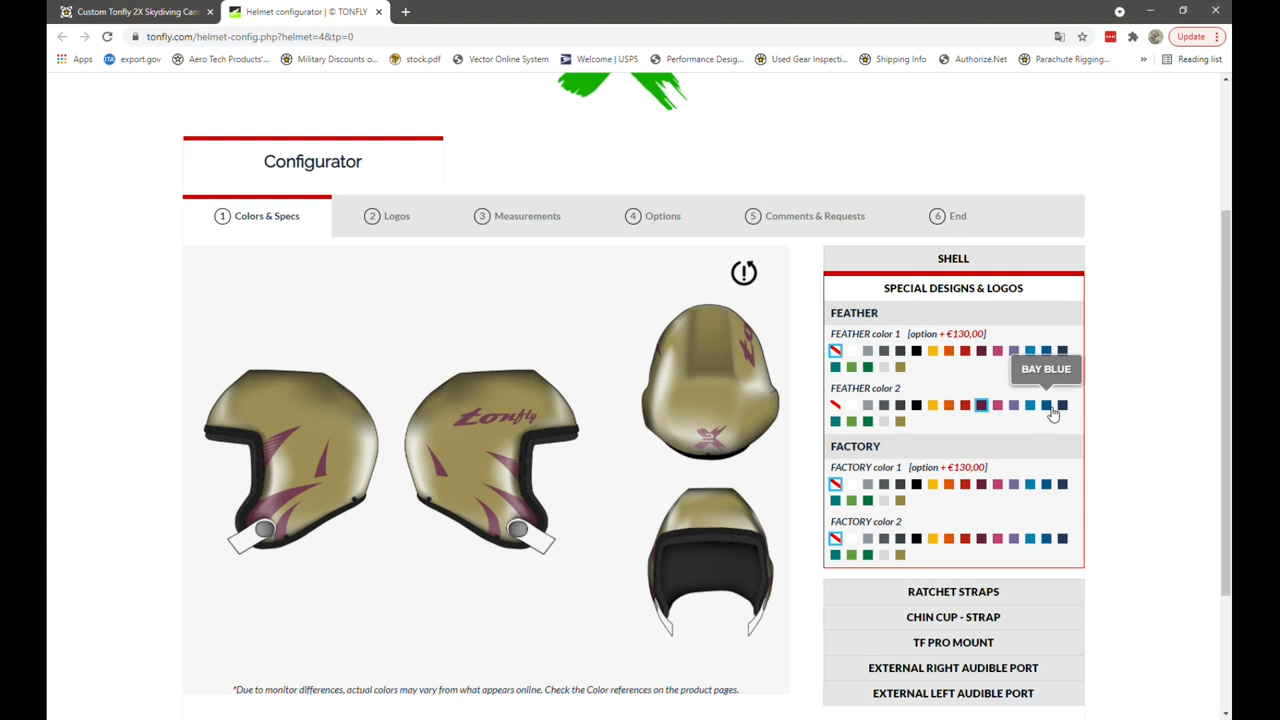 Custom Tonfly 2X Skydiving Cam
Helmet configurator | © TONFLY
tonfly.com/helmet-config.php?helmet=4&tp=0
Update
Apps
export.gov
Aero Tech Products'...
Military Discounts o...
stock.pdf
Vector Online System
Welcome | USPS
Performance Desig...
Used Gear Inspecti...
Shipping Info
Authorize.Net
Parachute Rigging...
»
Reading list
Configurator
1 Colors & Specs
2 Logos
3 Measurements
4 Options
5 Comments & Requests
6 End
SHELL
SPECIAL DESIGNS & LOGOS
FEATHER
FEATHER color 1 [option + €130,00]
BAY BLUE
FEATHER color 2
FACTORY
FACTORY color 1 [option + €130,00]
FACTORY color 2
RATCHET STRAPS
CHIN CUP - STRAP
TF PRO MOUNT
EXTERNAL RIGHT AUDIBLE PORT
EXTERNAL LEFT AUDIBLE PORT
tonfly
*Due to monitor differences, actual colors may vary from what appears online. Check the Color references on the product pages.